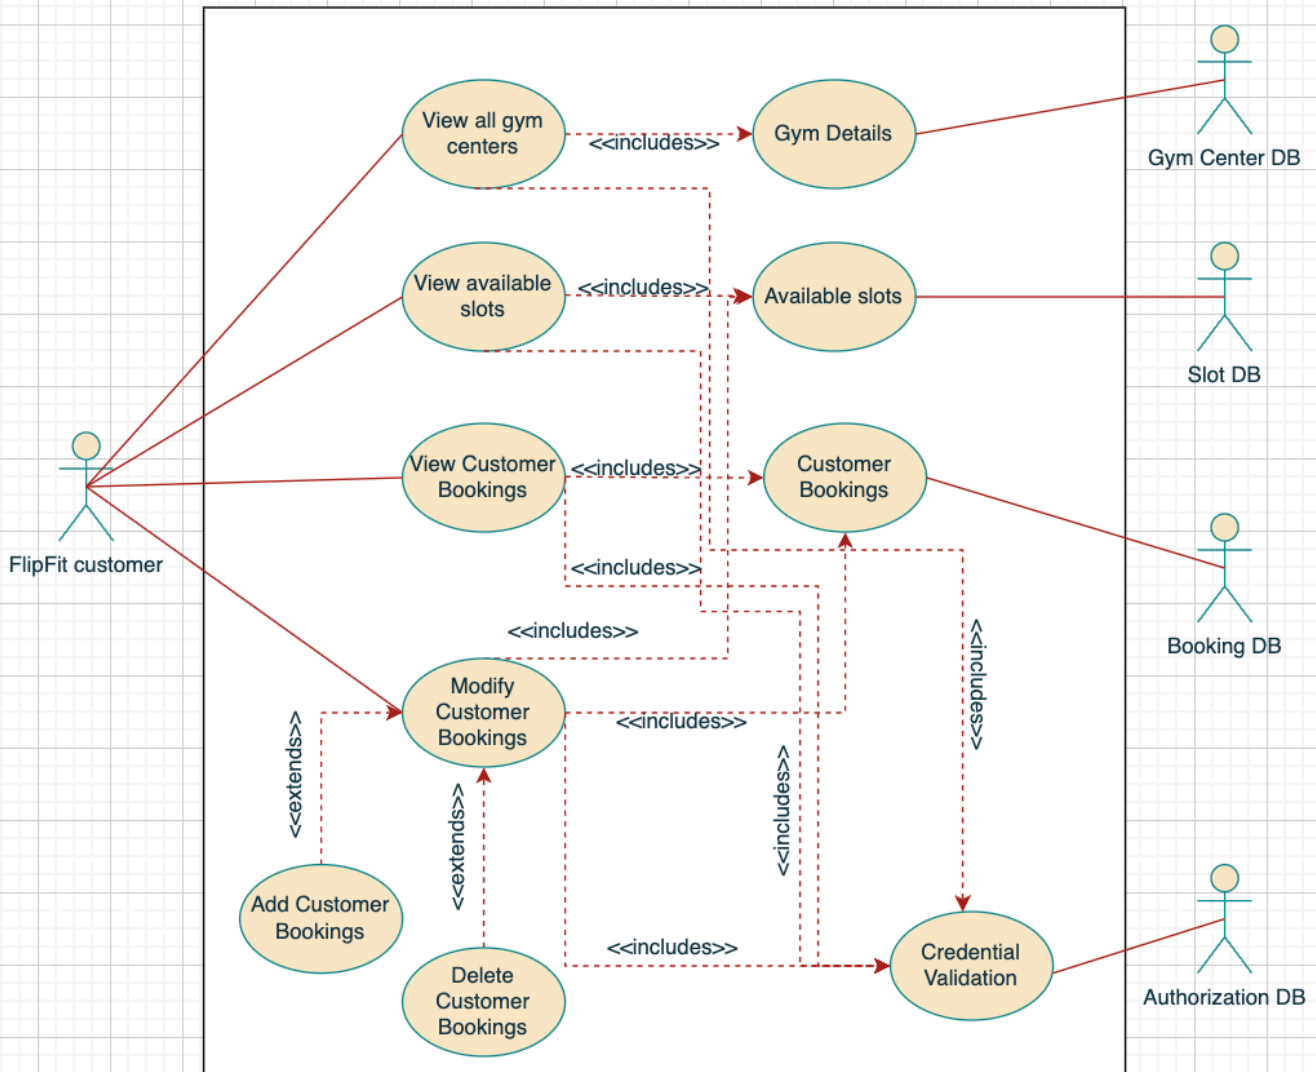 View all gym
centers
<<includes>>
Gym Details
Gym Center DB
View available
slots
<<includes>>
Available slots
Slot DB
View Customer
Bookings
<<includes>>
Customer
Bookings
FlipFit customer
<<includes>>
<<includes>>
<<includes>>
Booking DB
Modify
Customer
Bookings
<<includes>>
<<extends>>
<<extends>>
<<includes>>
Add Customer
Bookings
<<includes>>
Delete
Customer
Bookings
Credential
Validation
Authorization DB